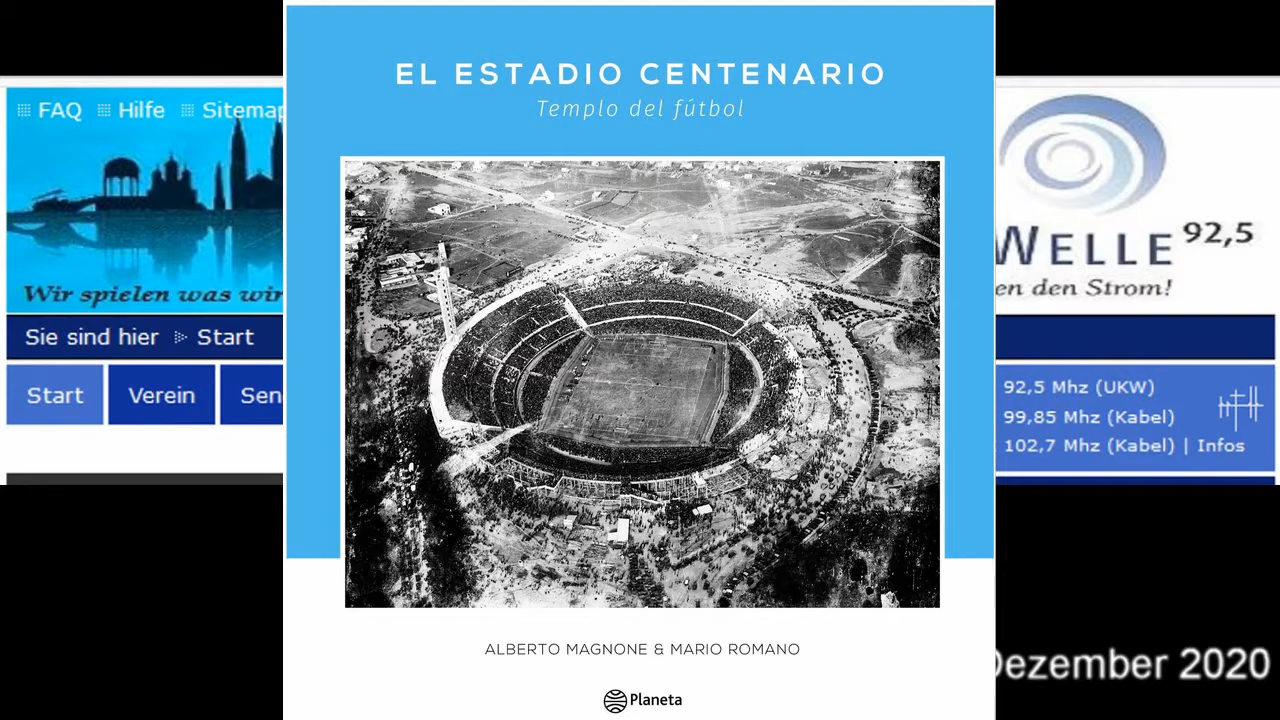 EL ESTADIO CENTENARIO
Templo del fútbol
FAQ Hilfe Sitemap
Wir spielen was wir
Sie sind hier Start
Start Verein Sen
WELLE 92,5
en den Strom!
92,5 Mhz (UKW)
99,85 Mhz (Kabel)
102,7 Mhz (Kabel) | Infos
ALBERTO MAGNONE & MARIO ROMANO
Planeta
Dezember 2020